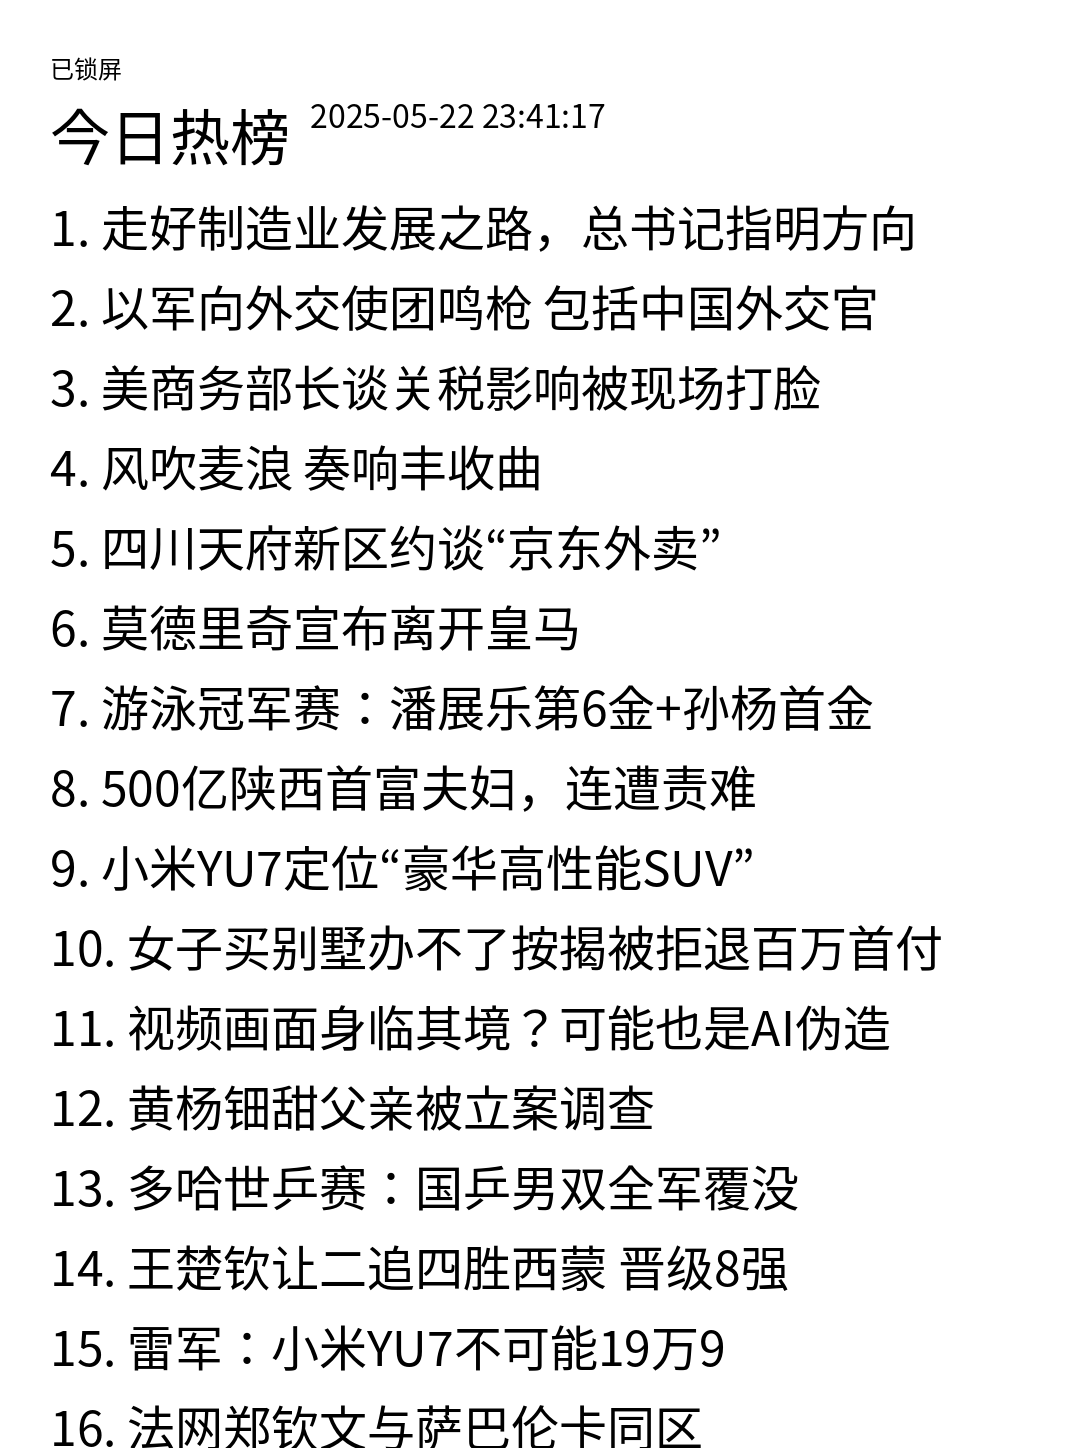 已锁屏
今日热榜 2025-05-22 23:41:17
1. 走好制造业发展之路，总书记指明方向
2. 以军向外交使团鸣枪 包括中国外交官
3. 美商务部长谈关税影响被现场打脸
4. 风吹麦浪 奏响丰收曲
5. 四川天府新区约谈“京东外卖”
6. 莫德里奇宣布离开皇马
7. 游泳冠军赛：潘展乐第6金+孙杨首金
8. 500亿陕西首富夫妇，连遭责难
9. 小米YU7定位“豪华高性能SUV”
10. 女子买别墅办不了按揭被拒退百万首付
11. 视频画面身临其境？可能也是AI伪造
12. 黄杨钿甜父亲被立案调查
13. 多哈世乒赛：国乒男双全军覆没
14. 王楚钦让二追四胜西蒙 晋级8强
15. 雷军：小米YU7不可能19万9
16. 法网郑钦文与萨巴伦卡同区